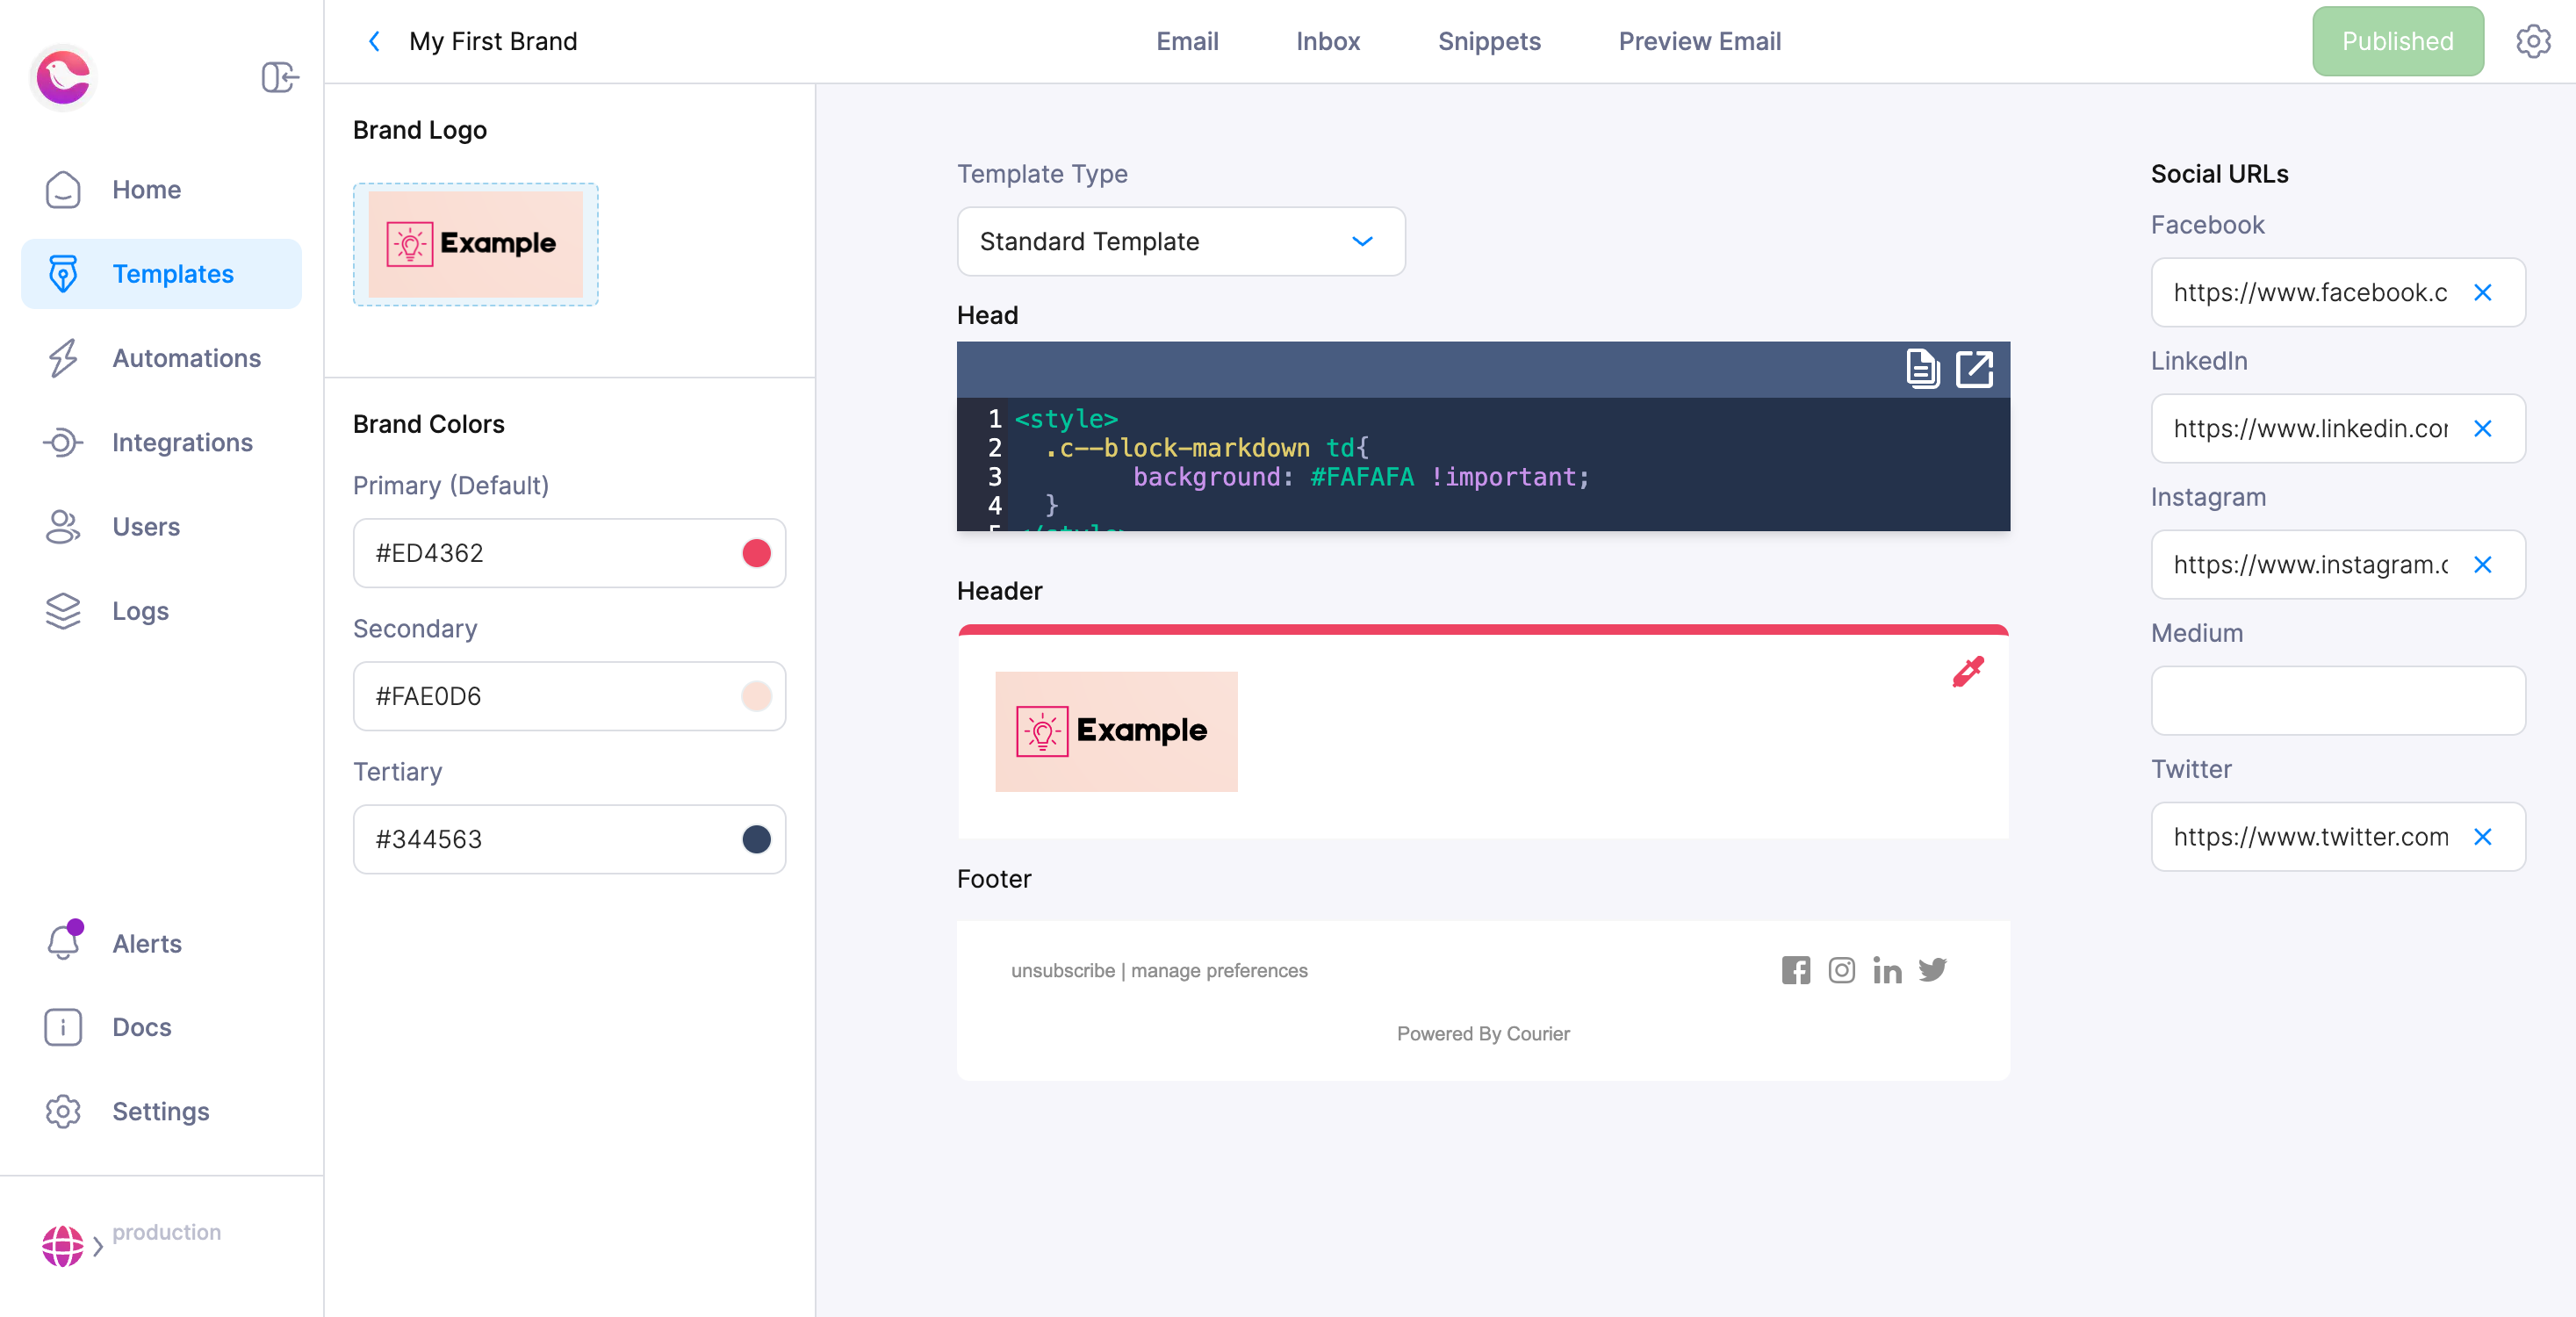 My First Brand
Email
Inbox
Snippets
Preview Email
Published
Home
Templates
Automations
Integrations
Users
Logs
Alerts
Docs
Settings
production
Brand Logo
Example
Brand Colors
Primary (Default)
#ED4362
Secondary
#FAE0D6
Tertiary
#344563
Template Type
Standard Template
Head
1 <style>
2 .c--block-markdown td{
3 background: #FAFAFA !important;
4 }
5 </style>
Header
Example
Footer
unsubscribe | manage preferences
Powered By Courier
Social URLs
Facebook
https://www.facebook.c
LinkedIn
https://www.linkedin.cor
Instagram
https://www.instagram.c
Medium
Twitter
https://www.twitter.com